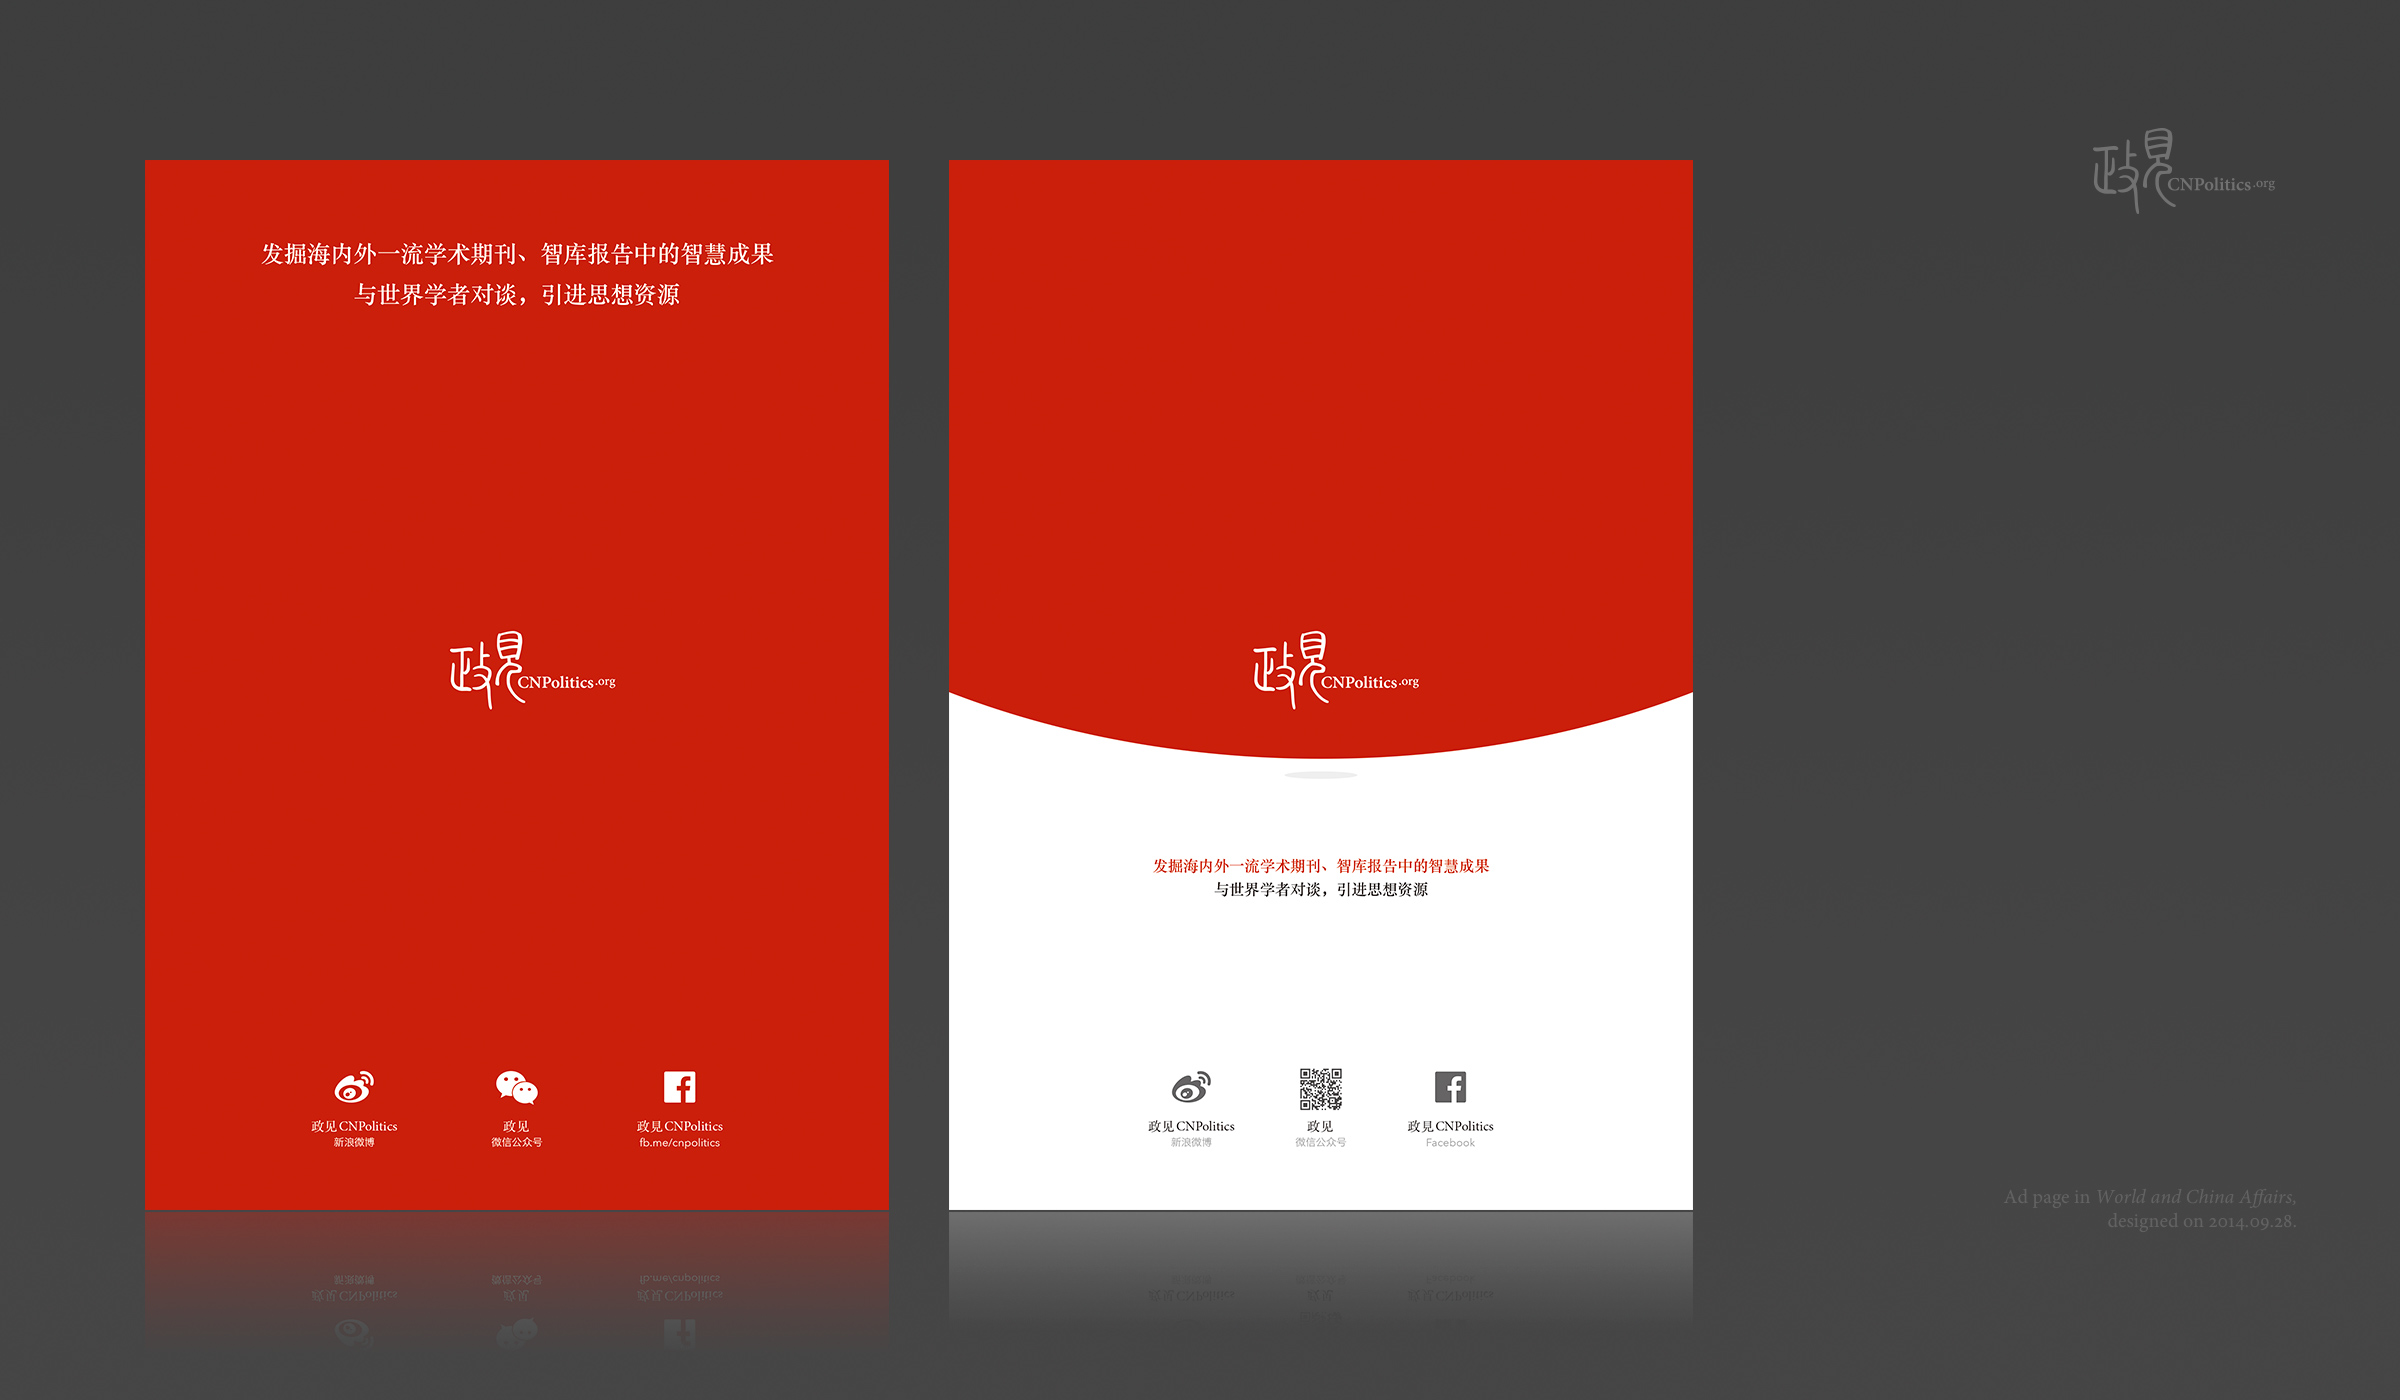 发掘海内外一流学术期刊、智库报告中的智慧成果
与世界学者对谈，引进思想资源
政見 CNPolitics.org
政見 CNPolitics
新浪微博
政見
微信公众号
政見 CNPolitics
fb.me/cnpolitics
政見 CNPolitics.org
发掘海内外一流学术期刊、智库报告中的智慧成果
与世界学者对谈，引进思想资源
政見 CNPolitics
新浪微博
政見
微信公众号
政見 CNPolitics
Facebook
政見 CNPolitics.org
Ad page in World and China Affairs,
designed on 2014.09.28.